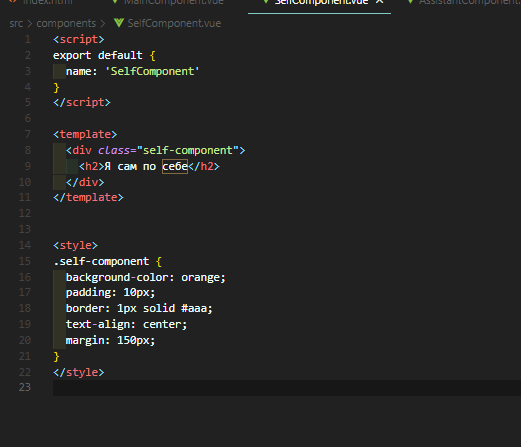 index.html MainComponent.vue SelfComponent.vue AssistantComponent.vue
src > components > SelfComponent.vue
1 <script>
2 export default {
3 name: 'SelfComponent'
4 }
5 </script>
6
7 <template>
8 <div class="self-component">
9 <h2>Я сам по себе</h2>
10 </div>
11 </template>
12
13
14 <style>
15 .self-component {
16 background-color: orange;
17 padding: 10px;
18 border: 1px solid #aaa;
19 text-align: center;
20 margin: 150px;
21 }
22 </style>
23